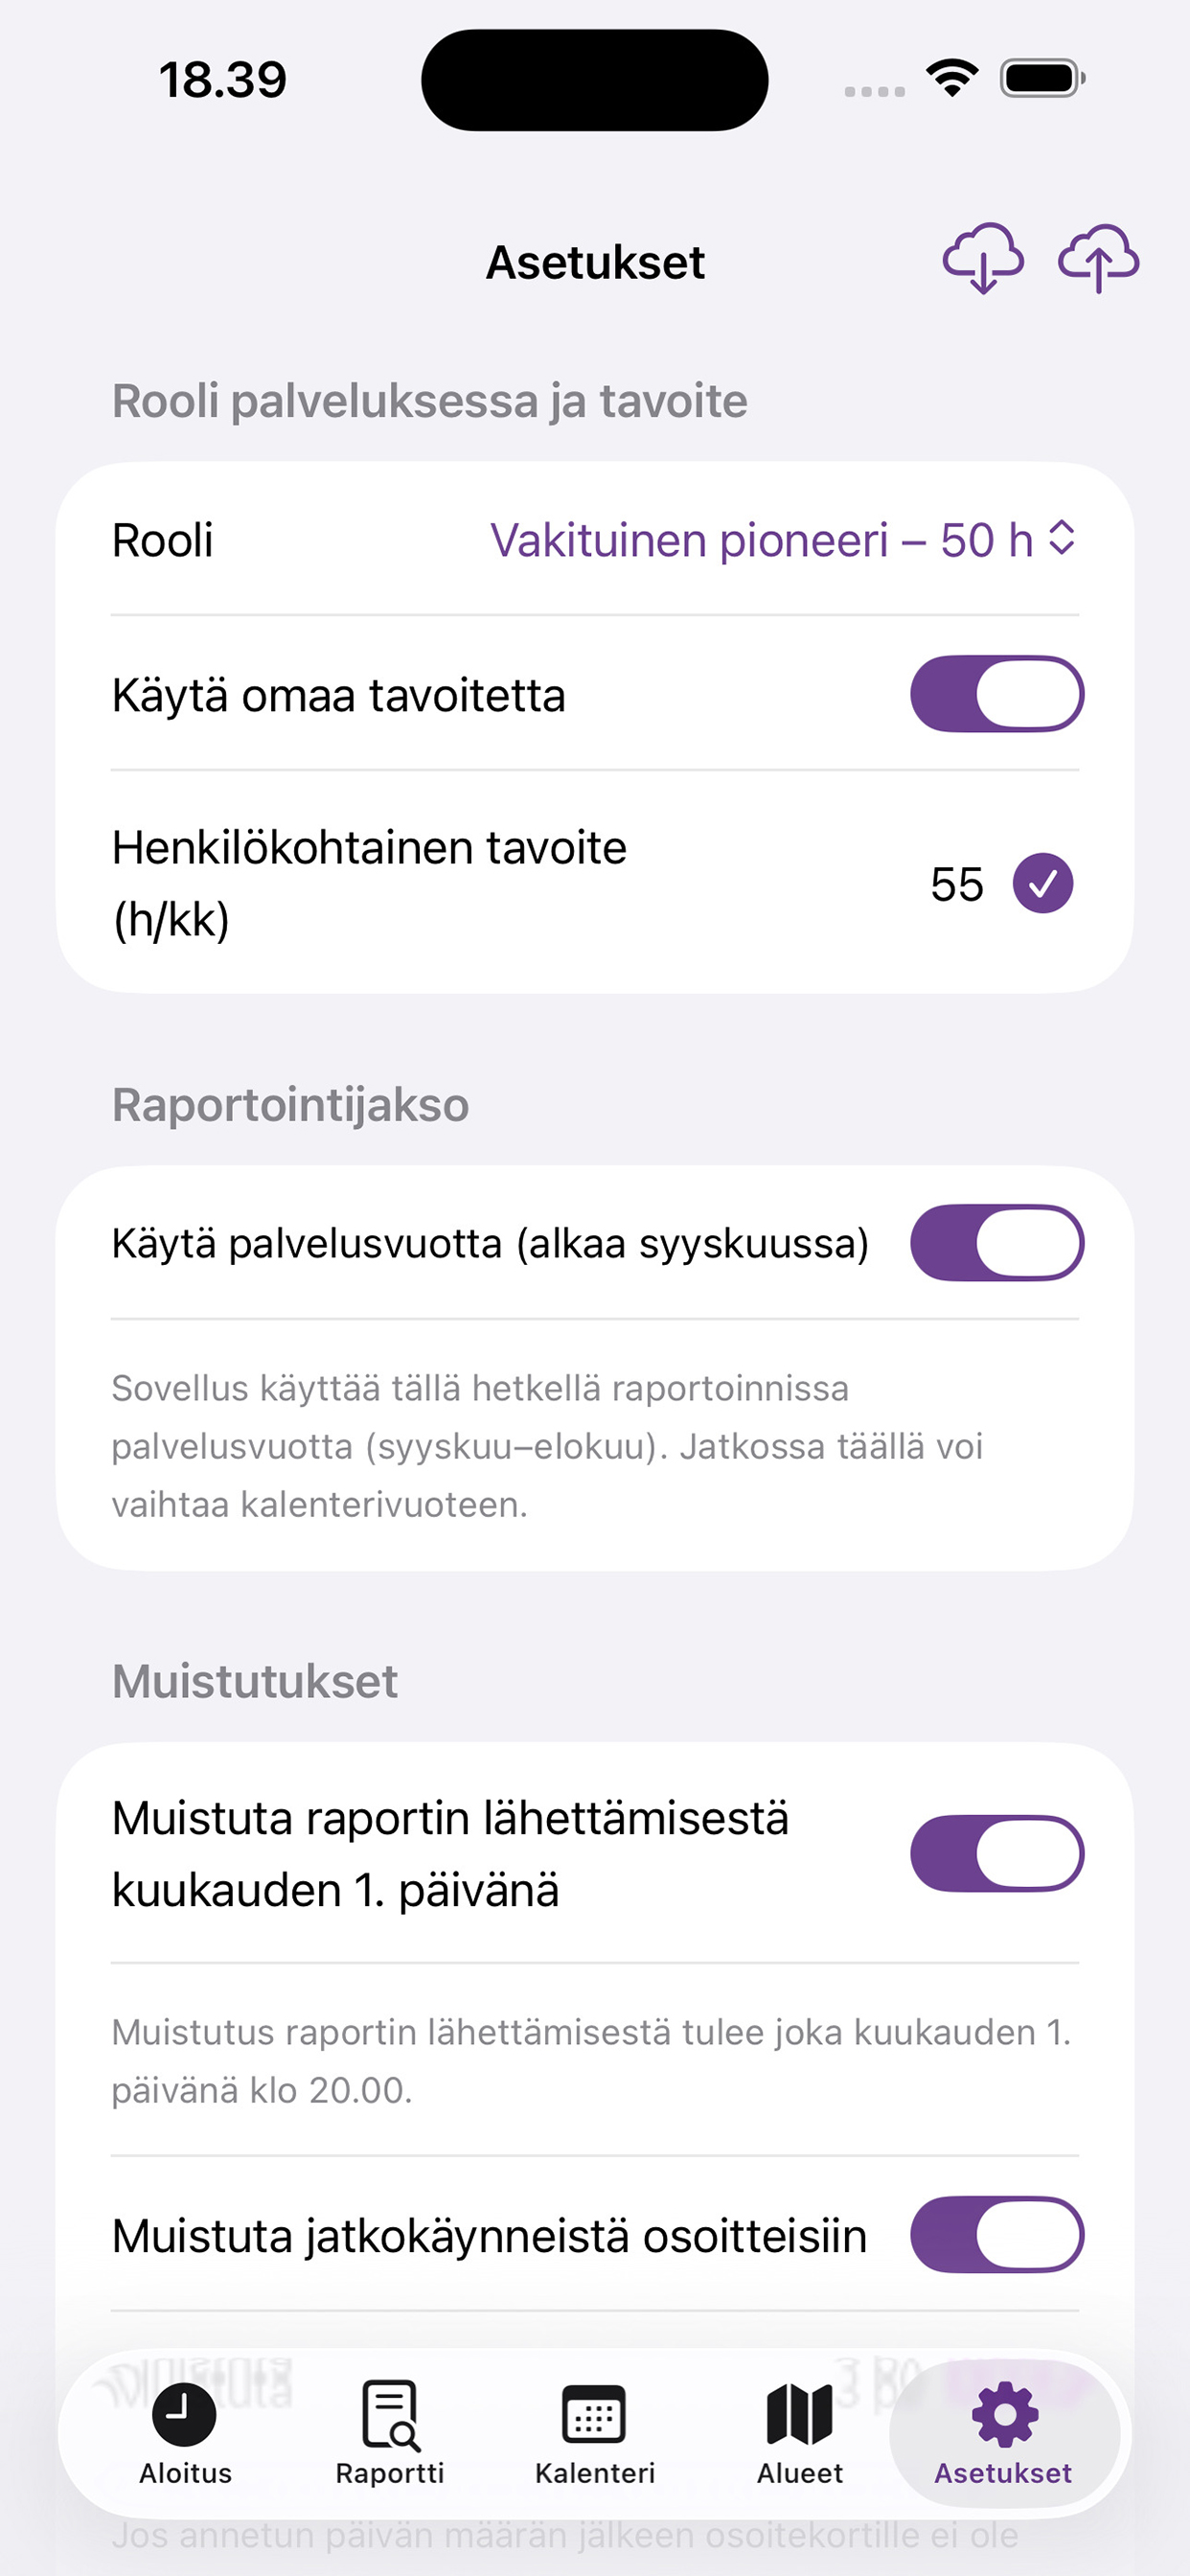 18.39
Asetukset
Rooli palveluksessa ja tavoite
Rooli
Vakituinen pioneeri – 50 h
Käytä omaa tavoitetta
Henkilökohtainen tavoite
(h/kk)
55
Raportointijakso
Käytä palvelusvuotta (alkaa syyskuussa)
Sovellus käyttää tällä hetkellä raportoinnissa
palvelusvuotta (syyskuu–elokuu). Jatkossa täällä voi
vaihtaa kalenterivuoteen.
Muistutukset
Muistuta raportin lähettämisestä
kuukauden 1. päivänä
Muistutus raportin lähettämisestä tulee joka kuukauden 1.
päivänä klo 20.00.
Muistuta jatkokäynneistä osoitteisiin
Aloitus
Raportti
Kalenteri
Alueet
Asetukset
Jos annetun päivän määrän jälkeen osoitekortille ei ole